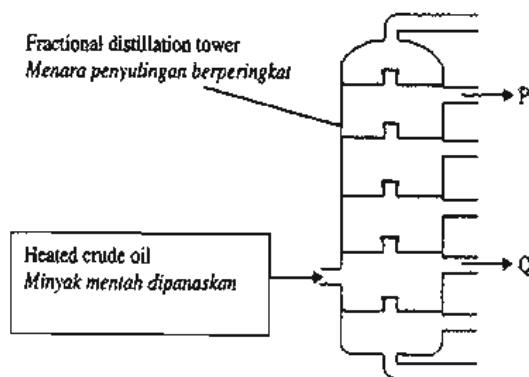 Fractional distillation tower
Menara penyulingan berperingkat
P
Heated crude oil
Minyak mentah dipanaskan
Q